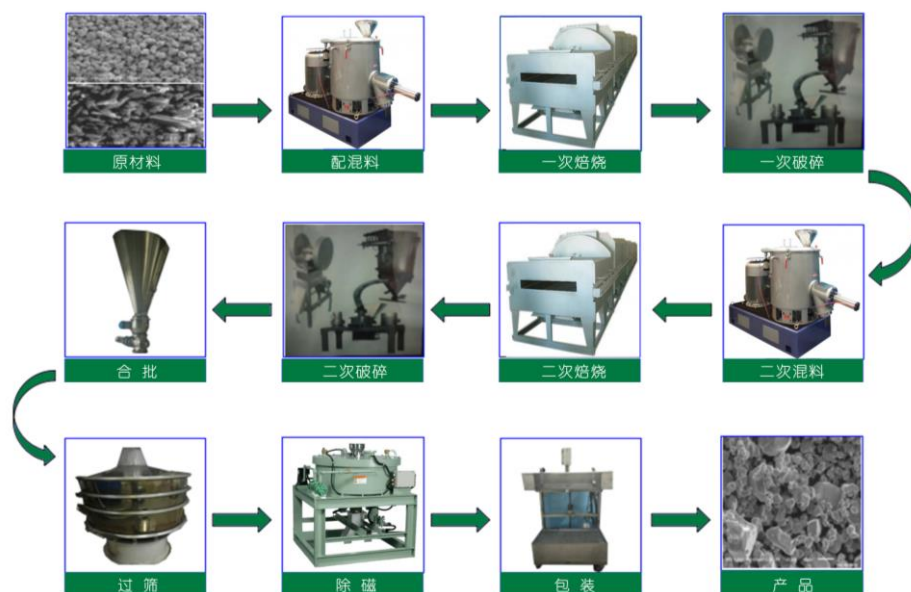 原材料
配混料
一次焙烧
一次破碎
二次混料
二次焙烧
二次破碎
合 批
过 筛
除 磁
包 装
产 品